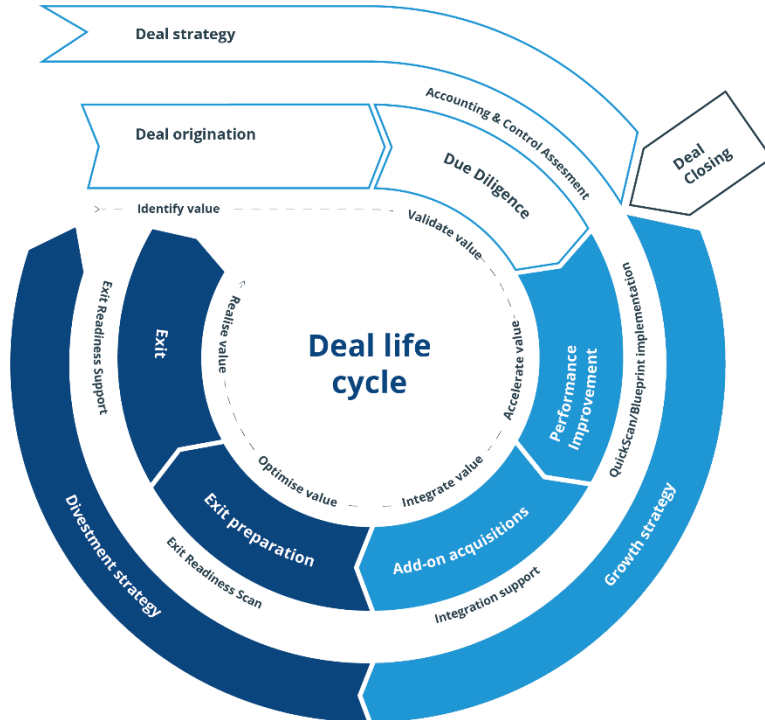 Deal strategy
Accounting & Control Assesment
Deal origination
Due Diligence
Deal
Closing
Identify value
Validate value
Exit Readiness Support
Exit
Realise value
Deal life
cycle
Accelerate value
Performance
Improvement
QuickScan/Blueprint implementation
Optimise value
Integrate value
Exit preparation
Add-on acquisitions
Divestment strategy
Growth strategy
Exit Readiness Scan
Integration support